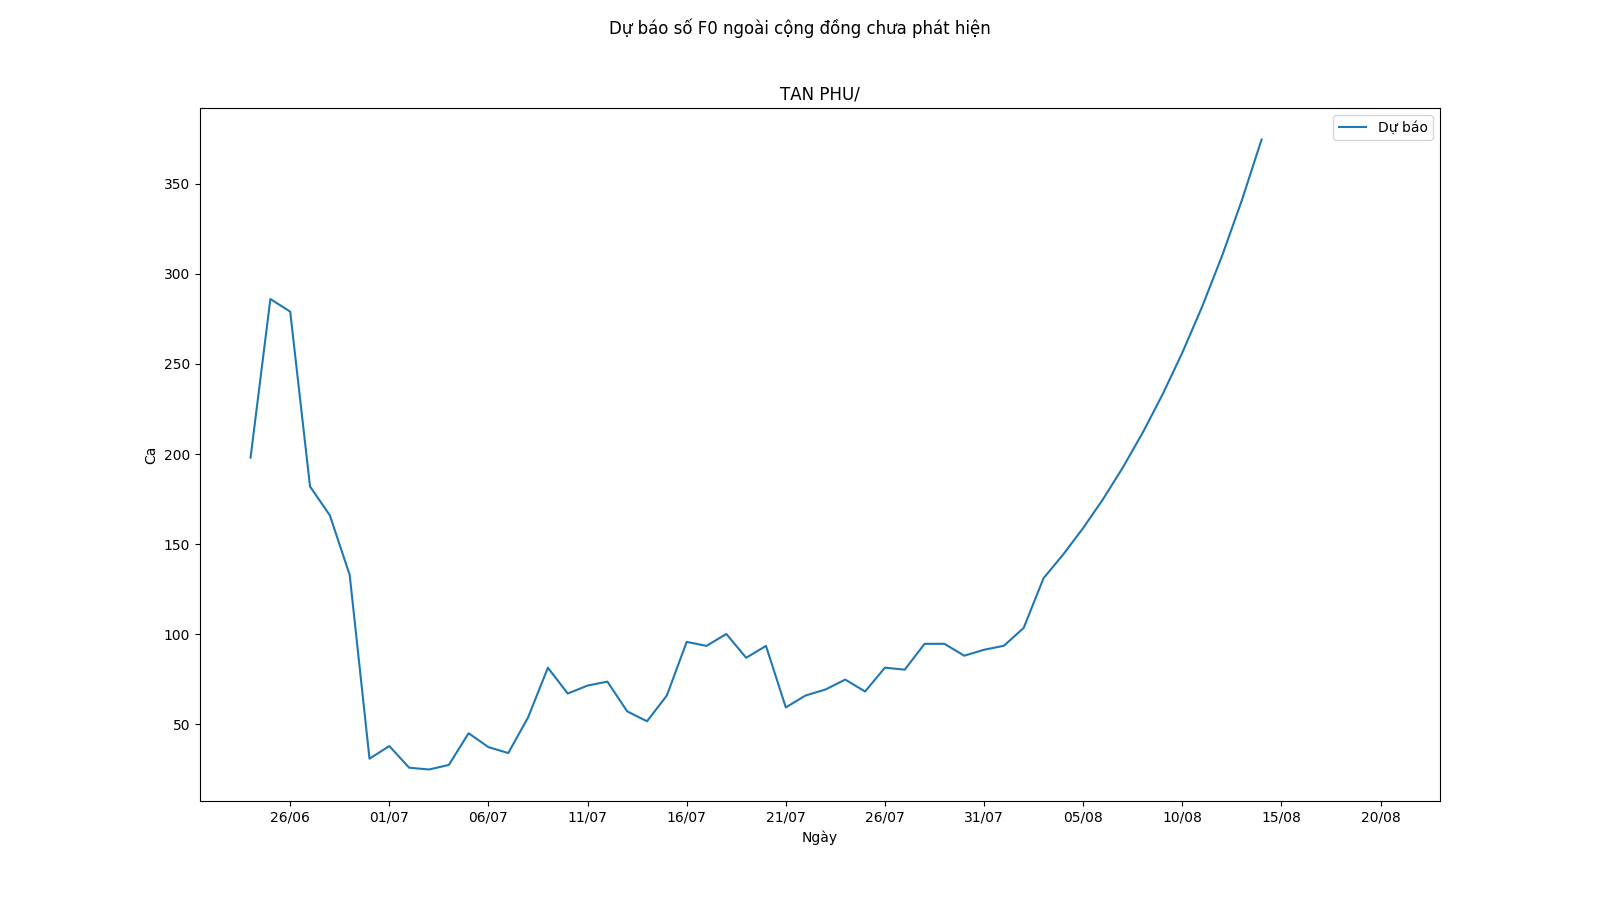 Dự báo số F0 ngoài cộng đồng chưa phát hiện
TAN PHU/
Dự báo
350
300
250
200
150
100
50
Ca
26/06 01/07 06/07 11/07 16/07 21/07 26/07 31/07 05/08 10/08 15/08 20/08
Ngày